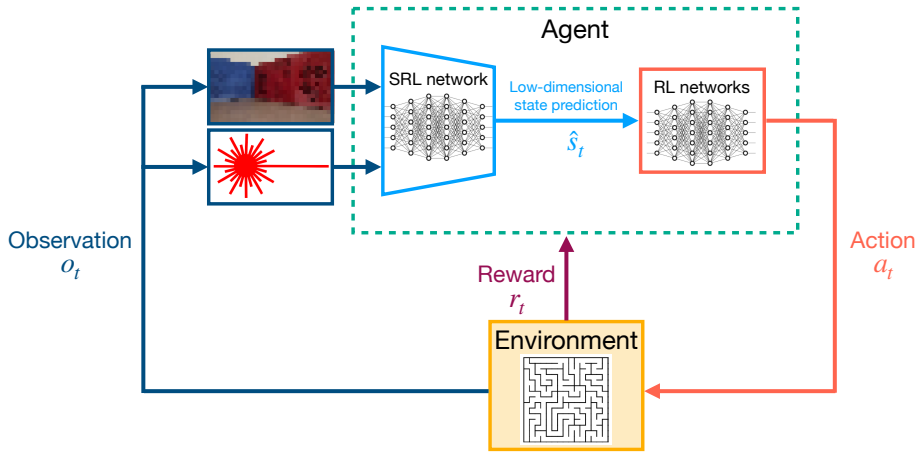 Agent
SRL network
Low-dimensional
state prediction
ŝ_t
RL networks
Observation
o_t
Reward
r_t
Action
a_t
Environment